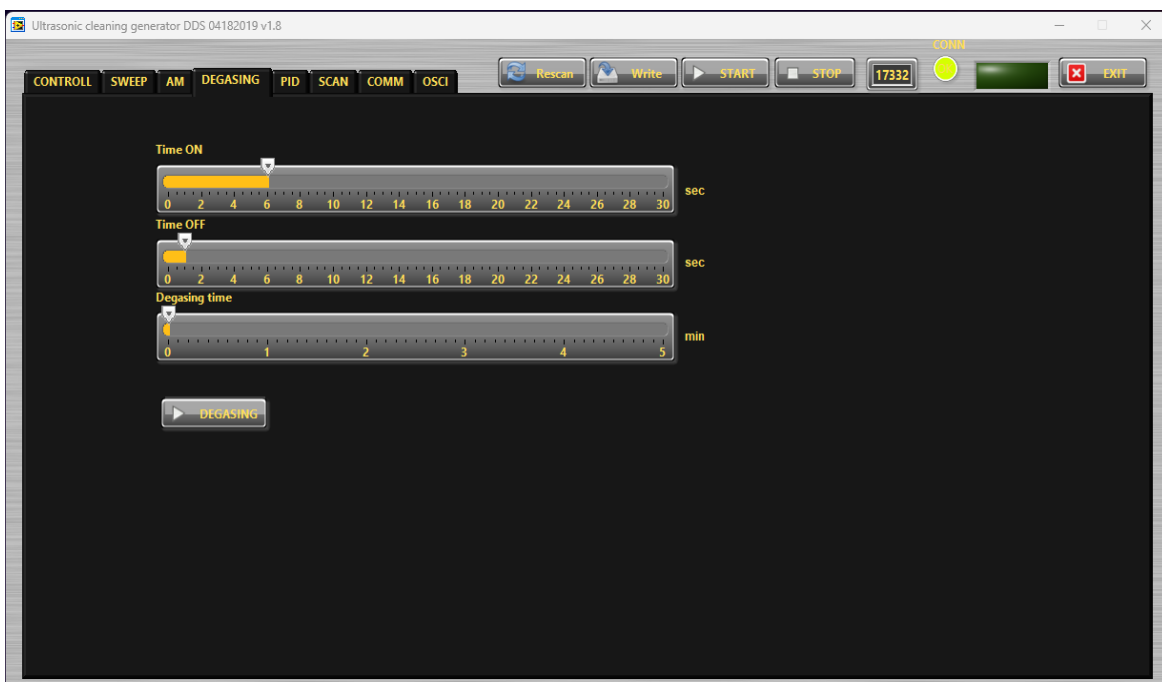 Ultrasonic cleaning generator DDS 04182019 v1.8
CONN
CONTROLL SWEEP AM DEGASING PID SCAN COMM OSCI
Rescan Write START STOP 17332 EXIT
Time ON
0 2 4 6 8 10 12 14 16 18 20 22 24 26 28 30 sec
Time OFF
0 2 4 6 8 10 12 14 16 18 20 22 24 26 28 30 sec
Degasing time
0 1 2 3 4 5 min
DEGASING